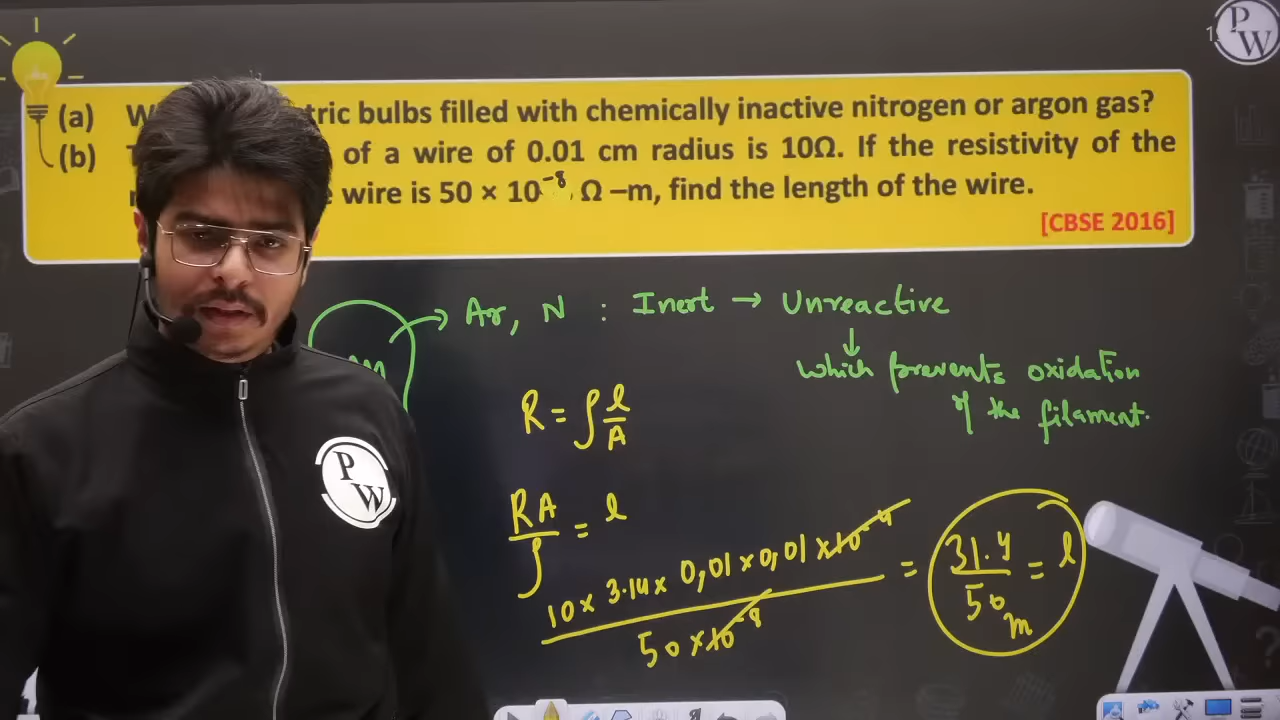 PW
(a) tric bulbs filled with chemically inactive nitrogen or argon gas?
(b) of a wire of 0.01 cm radius is 10Ω. If the resistivity of the
wire is 50 × 10⁻⁸ Ω –m, find the length of the wire.
[CBSE 2016]
Ar, N : Inert → Unreactive
↓
which prevents oxidation
of the filament.
R = ρ l/A
RA/ρ = l
10 × 3.14 × 0,01 × 0,01 × 10⁻⁴ / 50 × 10⁻⁸ = 31.4/50 m = l
PW